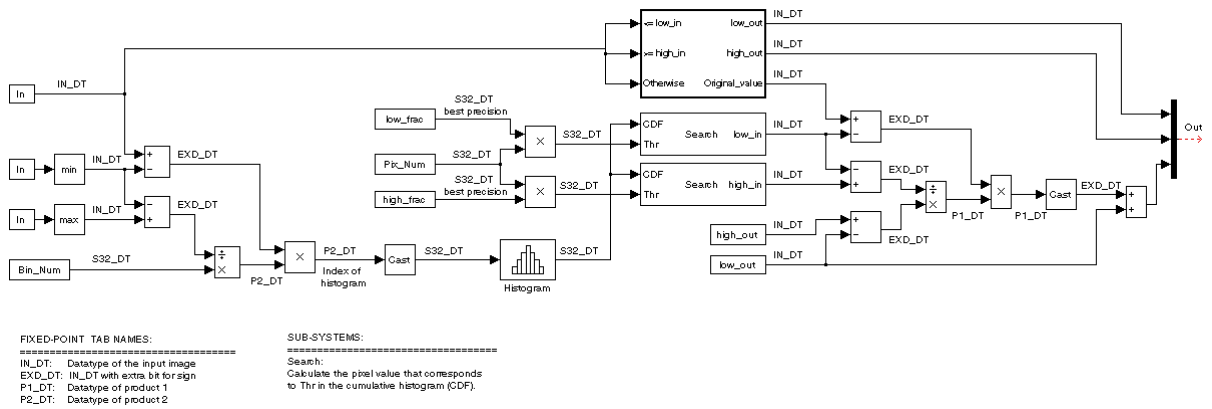 <= low_in
low_out
IN_DT
>= high_in
high_out
IN_DT
Otherwise
Original_value
IN_DT
In
IN_DT
S32_DT
best precision
low_frac
×
S32_DT
CDF
Thr
Search
low_in
IN_DT
+
−
EXD_DT
Out
In
min
IN_DT
+
−
EXD_DT
Pix_Num
S32_DT
S32_DT
best precision
high_frac
×
S32_DT
CDF
Thr
Search
high_in
IN_DT
−
+
EXD_DT
÷
×
P1_DT
×
P1_DT
Cast
EXD_DT
+
+
In
max
IN_DT
−
+
EXD_DT
high_out
IN_DT
+
−
EXD_DT
low_out
IN_DT
Bin_Num
S32_DT
÷
×
P2_DT
×
P2_DT
Index of
histogram
Cast
S32_DT
Histogram
S32_DT
FIXED-POINT TAB NAMES:
===================================
IN_DT: Datatype of the input image
EXD_DT: IN_DT with extra bit for sign
P1_DT: Datatype of product 1
P2_DT: Datatype of product 2
SUB-SYSTEMS:
===================================
Search:
Calculate the pixel value that corresponds
to Thr in the cumulative histogram (CDF).